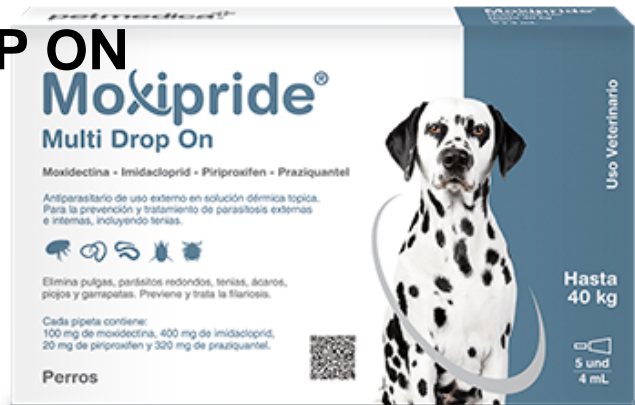 petmedica
P ON
Moxipride®
Multi Drop On
Moxidectina - Imidacloprid - Piriproxifen - Praziquantel
Antiparasitario de uso externo en solución dérmica topica.
Para la prevención y tratamiento de parasitosis externas
e internas, incluyendo tenias.
Elimina pulgas, parásitos redondos, tenias, ácaros,
piojos y garrapatas. Previene y trata la filariosis.
Cada pipeta contiene:
100 mg de moxidectina, 400 mg de imidacloprid,
20 mg de piriproxifen y 320 mg de praziquantel.
Perros
Moxipride®
Uso Veterinario
Hasta
40 kg
5 und
4 mL